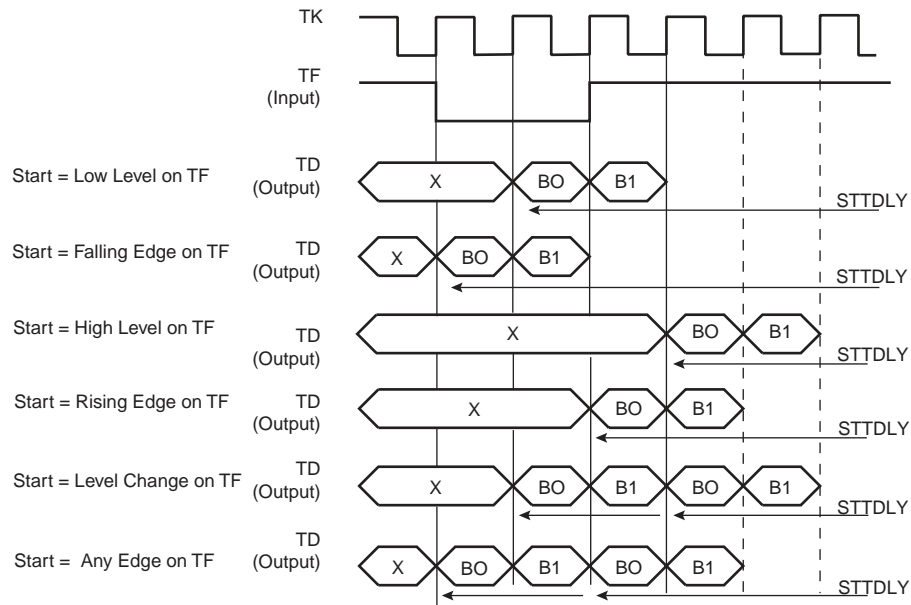 TK
TF
(Input)
Start = Low Level on TF
TD
(Output)
X
BO
B1
STTDLY
Start = Falling Edge on TF
TD
(Output)
X
BO
B1
STTDLY
Start = High Level on TF
TD
(Output)
X
BO
B1
STTDLY
Start = Rising Edge on TF
TD
(Output)
X
BO
B1
STTDLY
Start = Level Change on TF
TD
(Output)
X
BO
B1
BO
B1
STTDLY
Start = Any Edge on TF
TD
(Output)
X
BO
B1
BO
B1
STTDLY